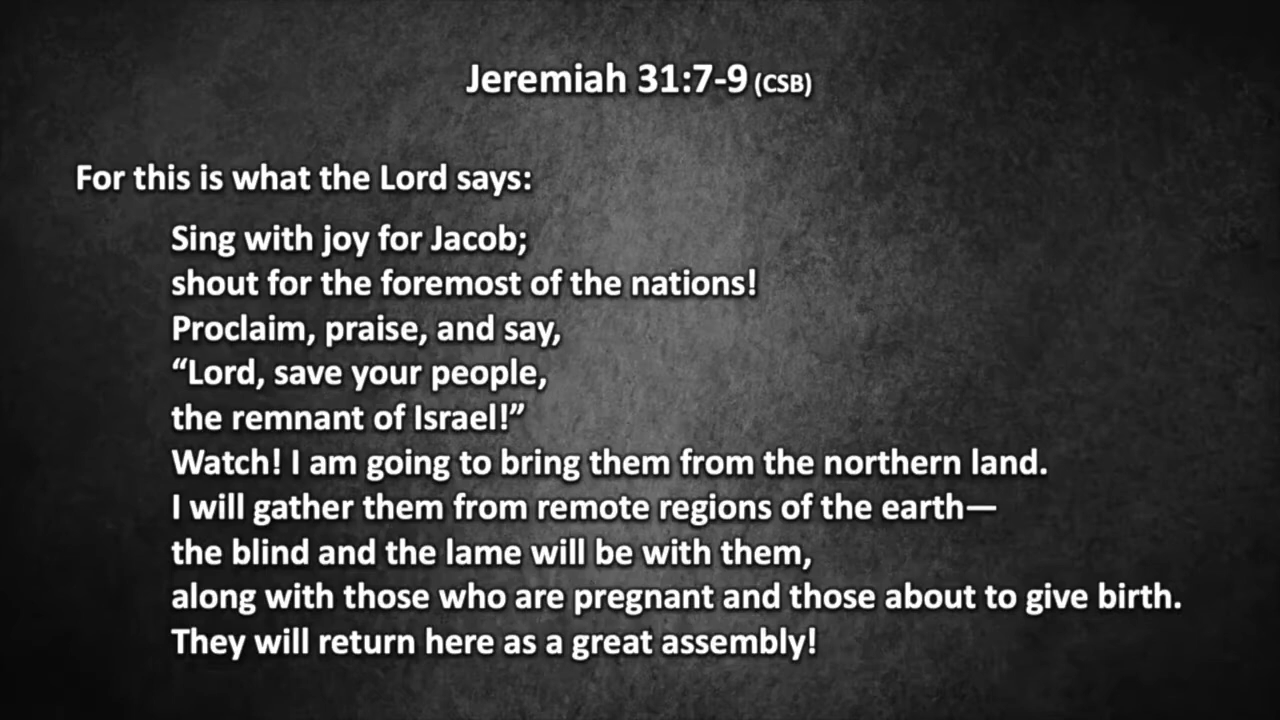 Jeremiah 31:7-9 (CSB)
For this is what the Lord says:
Sing with joy for Jacob;
shout for the foremost of the nations!
Proclaim, praise, and say,
“Lord, save your people,
the remnant of Israel!”
Watch! I am going to bring them from the northern land.
I will gather them from remote regions of the earth—
the blind and the lame will be with them,
along with those who are pregnant and those about to give birth.
They will return here as a great assembly!